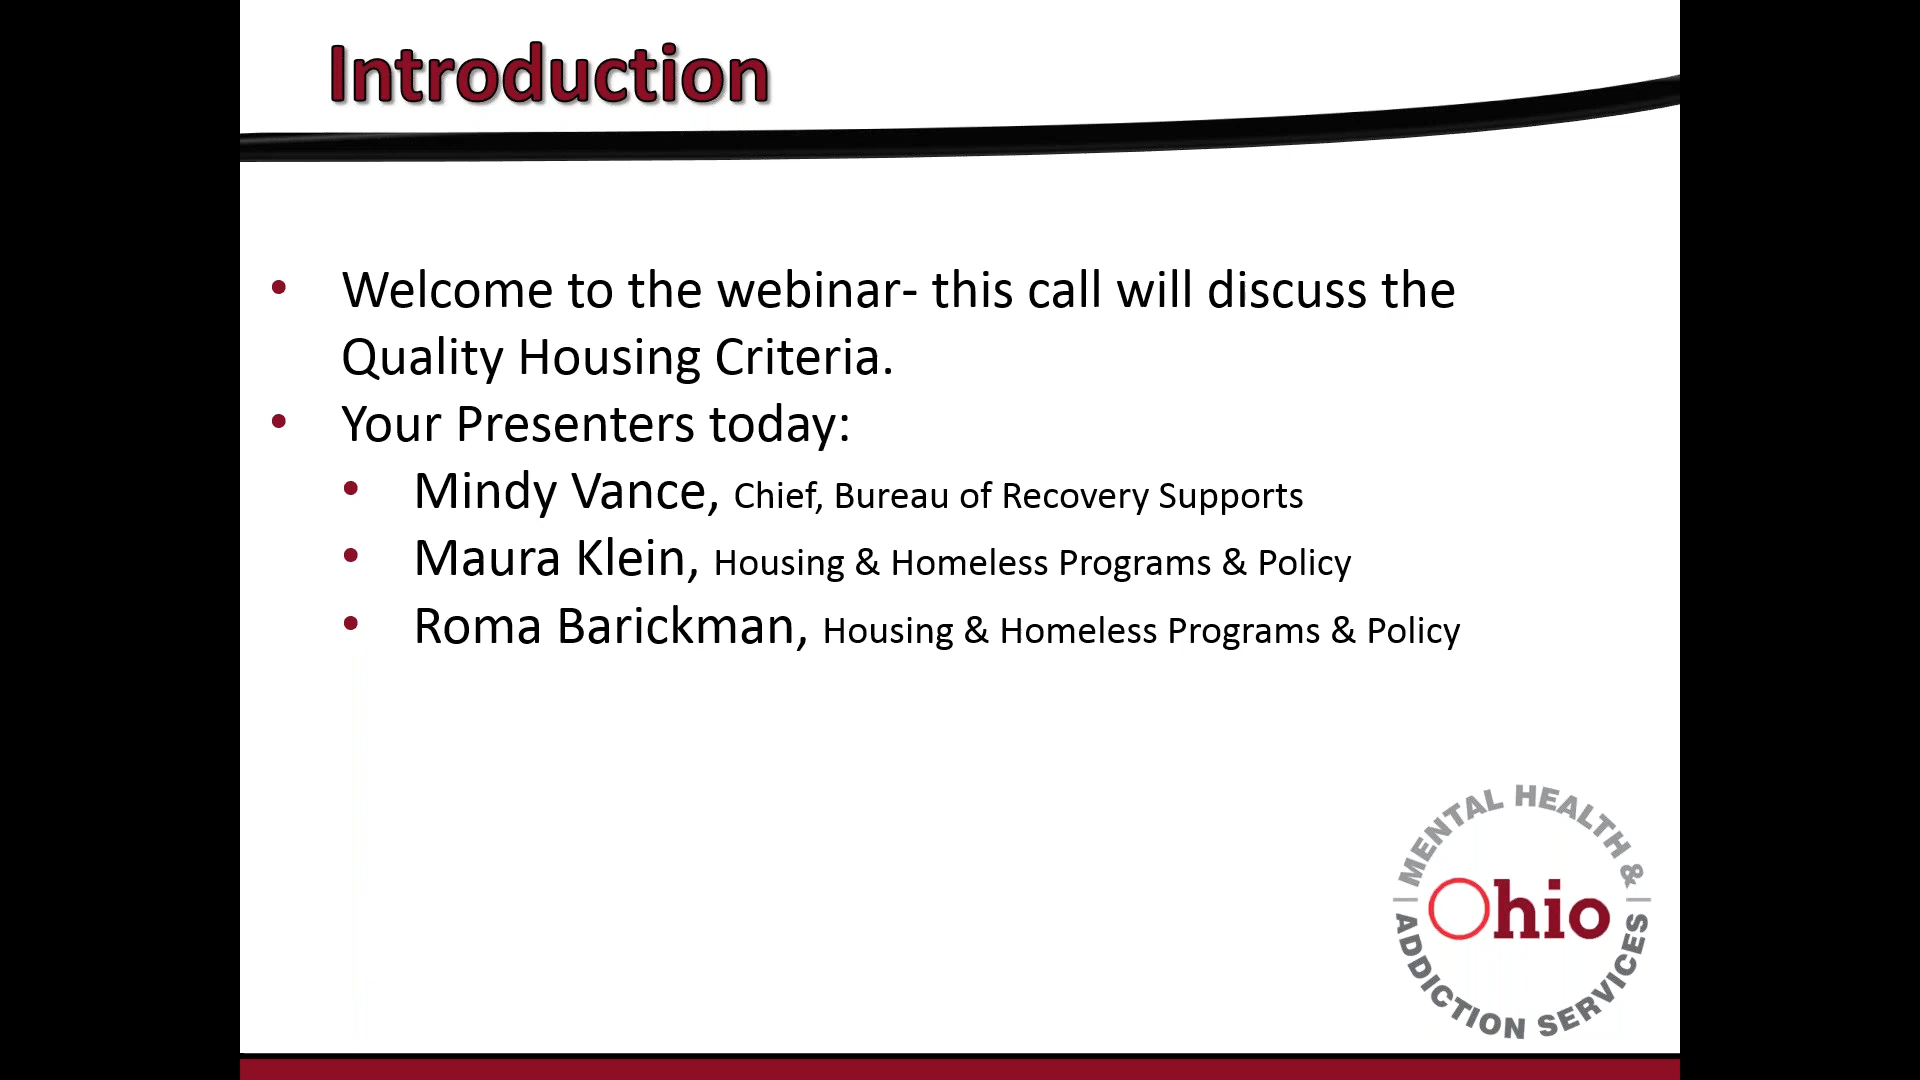 Introduction
• Welcome to the webinar- this call will discuss the
Quality Housing Criteria.
• Your Presenters today:
• Mindy Vance, Chief, Bureau of Recovery Supports
• Maura Klein, Housing & Homeless Programs & Policy
• Roma Barickman, Housing & Homeless Programs & Policy
MENTAL HEALTH &
Ohio
ADDICTION SERVICES